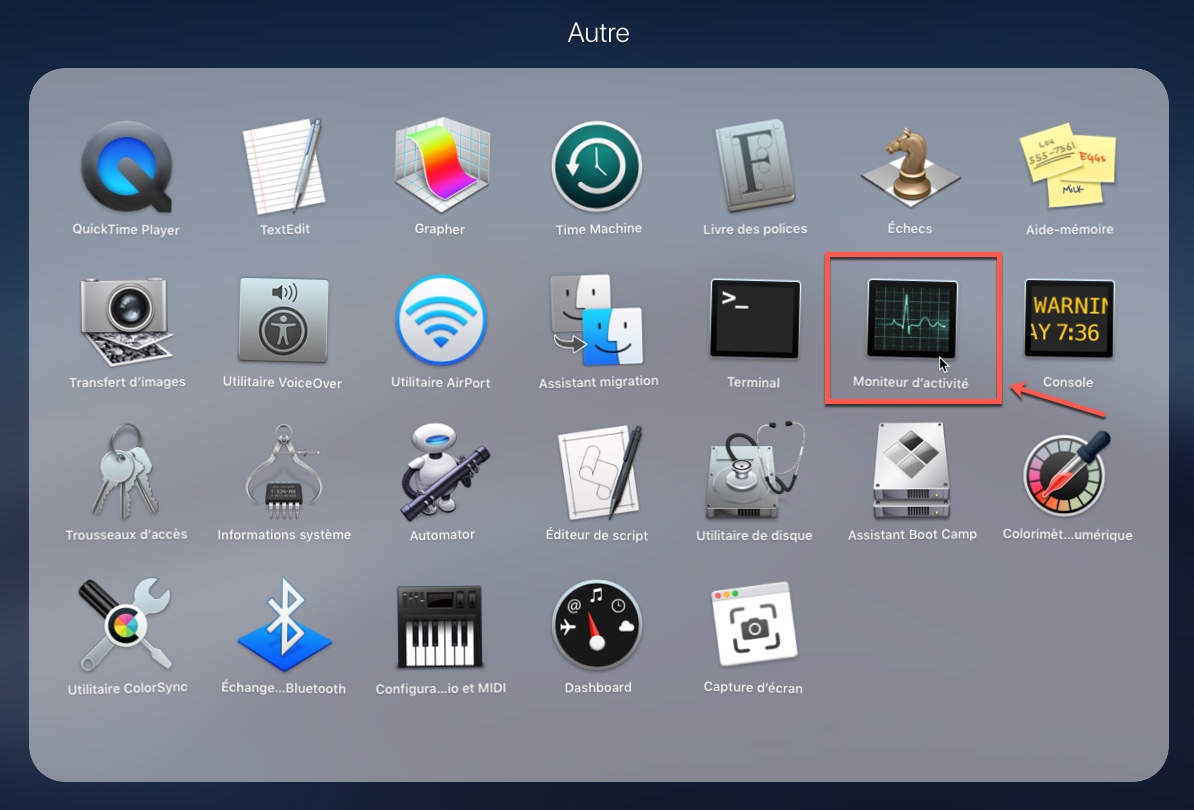 Autre
QuickTime Player
TextEdit
Grapher
Time Machine
Livre des polices
Échecs
LOU
555-7361
EGGS
MILK
Aide-mémoire
Transfert d'images
Utilitaire VoiceOver
Utilitaire AirPort
Assistant migration
>_
Terminal
Moniteur d'activité
WARNIN
AY 7:36
Console
Trousseaux d'accès
Informations système
Automator
Éditeur de script
Utilitaire de disque
Assistant Boot Camp
Colorimèt...umérique
Utilitaire ColorSync
Échange...Bluetooth
Configura...io et MIDI
@
Dashboard
Capture d'écran